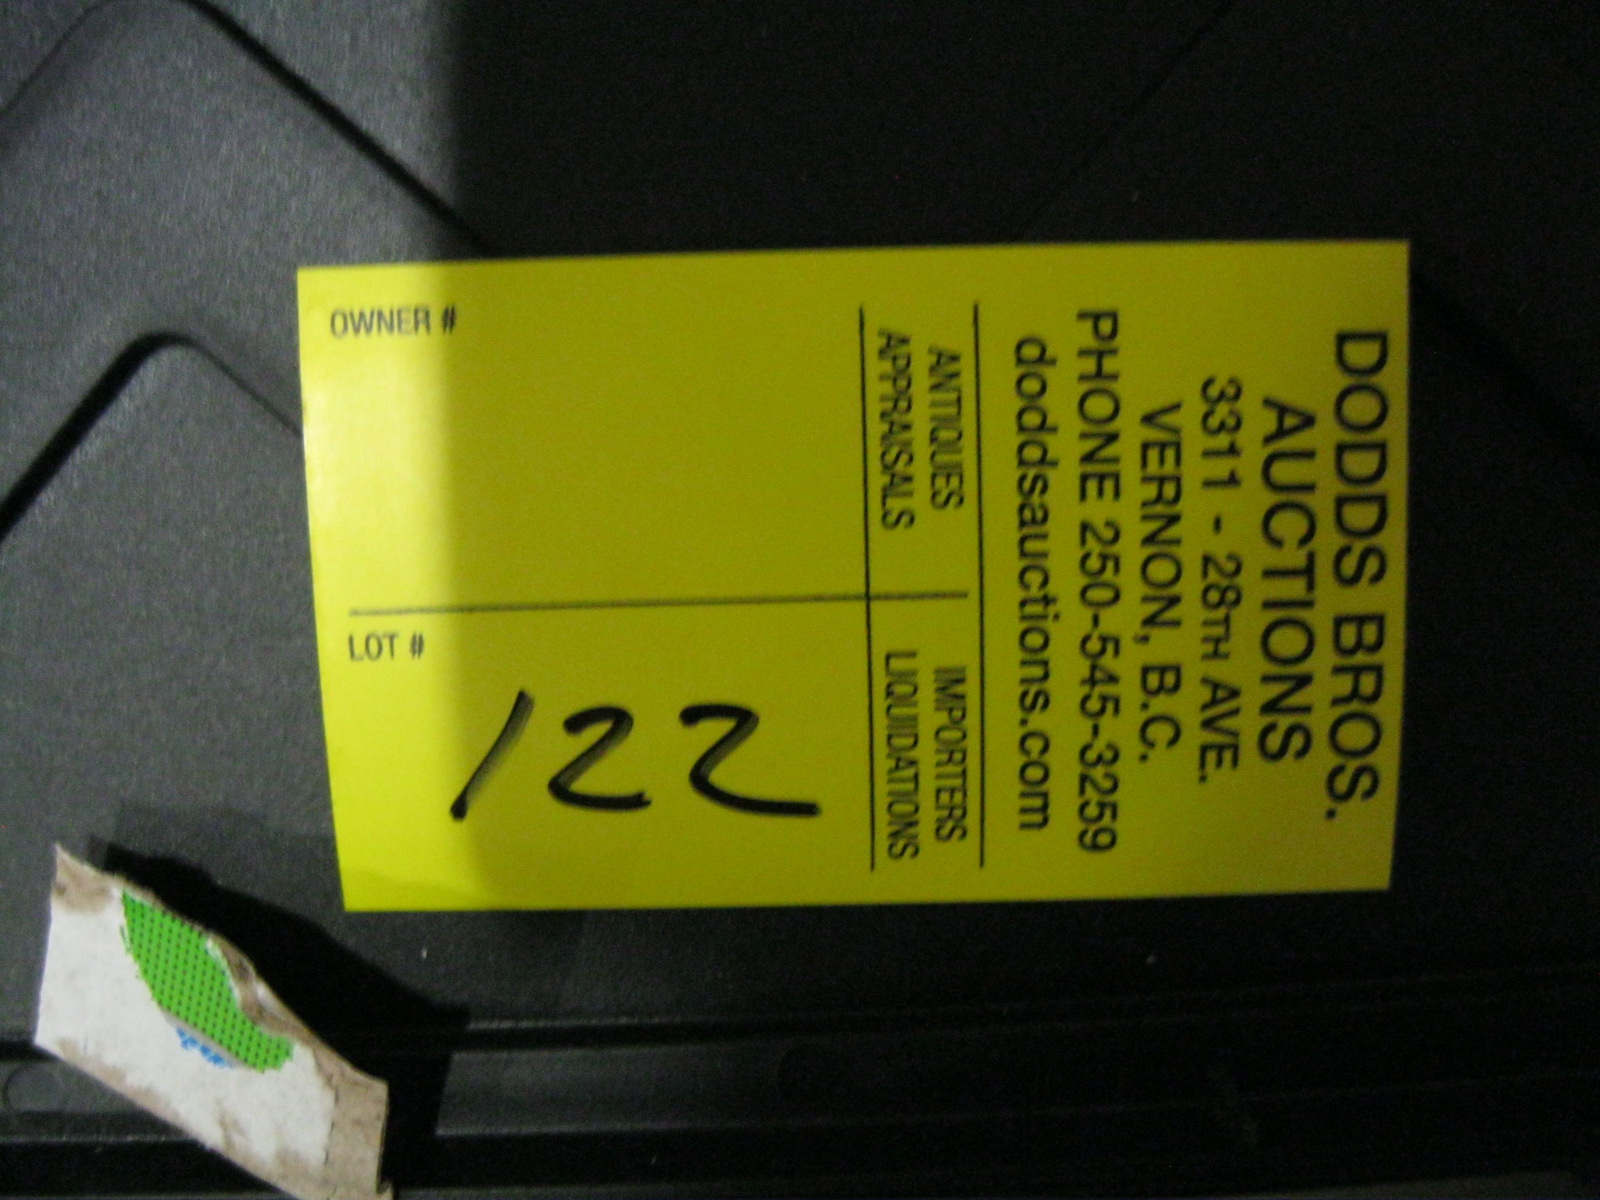 DODDS BROS.
AUCTIONS
3311 - 28TH AVE.
VERNON, B.C.
PHONE 250-545-3259
doddsauctions.com
ANTIQUES IMPORTERS
APPRAISALS LIQUIDATIONS
OWNER #
LOT #
122